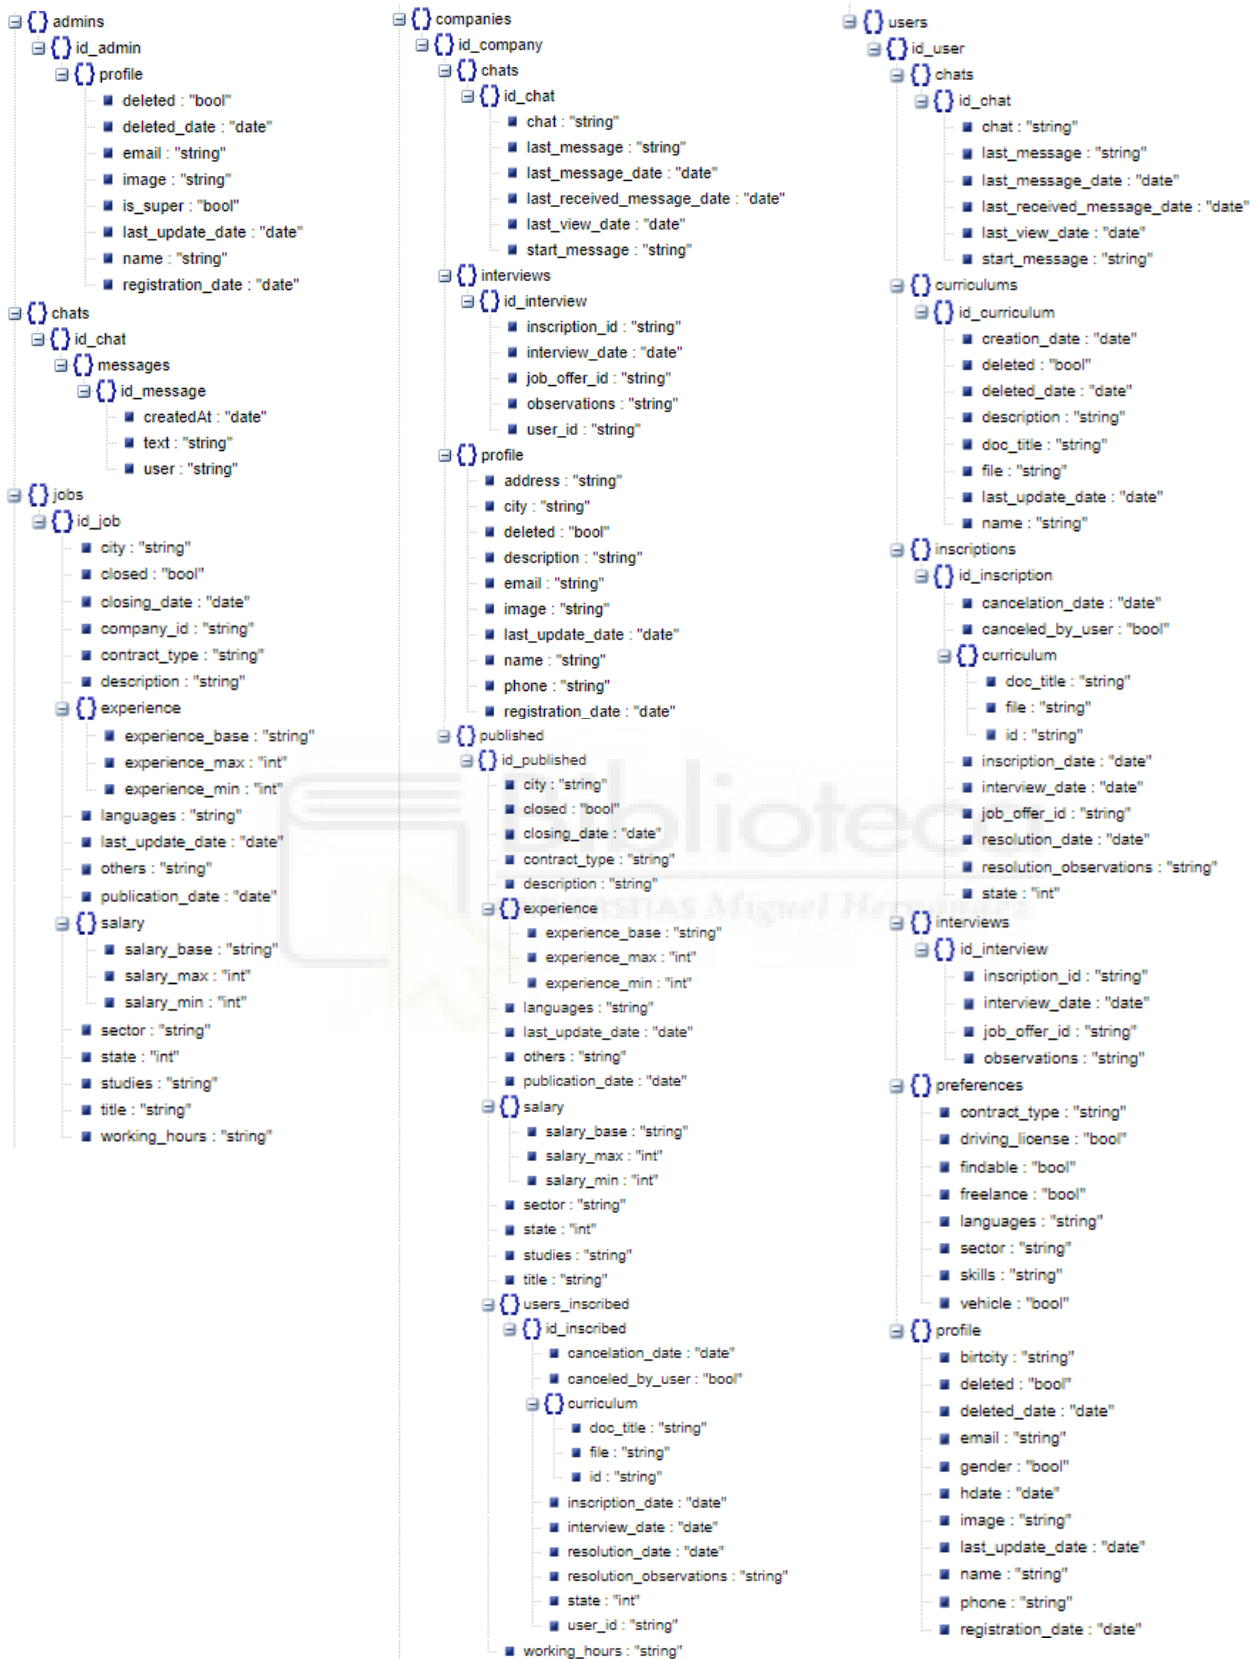 admins
id_admin
profile
deleted : "bool"
deleted_date : "date"
email : "string"
image : "string"
is_super : "bool"
last_update_date : "date"
name : "string"
registration_date : "date"
chats
id_chat
messages
id_message
createdAt : "date"
text : "string"
user : "string"
jobs
id_job
city : "string"
closed : "bool"
closing_date : "date"
company_id : "string"
contract_type : "string"
description : "string"
experience
experience_base : "string"
experience_max : "int"
experience_min : "int"
languages : "string"
last_update_date : "date"
others : "string"
publication_date : "date"
salary
salary_base : "string"
salary_max : "int"
salary_min : "int"
sector : "string"
state : "int"
studies : "string"
title : "string"
working_hours : "string"
companies
id_company
chats
id_chat
chat : "string"
last_message : "string"
last_message_date : "date"
last_received_message_date : "date"
last_view_date : "date"
start_message : "string"
interviews
id_interview
inscription_id : "string"
interview_date : "date"
job_offer_id : "string"
observations : "string"
user_id : "string"
profile
address : "string"
city : "string"
deleted : "bool"
description : "string"
email : "string"
image : "string"
last_update_date : "date"
name : "string"
phone : "string"
registration_date : "date"
published
id_published
city : "string"
closed : "bool"
closing_date : "date"
contract_type : "string"
description : "string"
experience
experience_base : "string"
experience_max : "int"
experience_min : "int"
languages : "string"
last_update_date : "date"
others : "string"
publication_date : "date"
salary
salary_base : "string"
salary_max : "int"
salary_min : "int"
sector : "string"
state : "int"
studies : "string"
title : "string"
users_inscribed
id_inscribed
cancelation_date : "date"
canceled_by_user : "bool"
curriculum
doc_title : "string"
file : "string"
id : "string"
inscription_date : "date"
interview_date : "date"
resolution_date : "date"
resolution_observations : "string"
state : "int"
user_id : "string"
working_hours : "string"
users
id_user
chats
id_chat
chat : "string"
last_message : "string"
last_message_date : "date"
last_received_message_date : "date"
last_view_date : "date"
start_message : "string"
curriculums
id_curriculum
creation_date : "date"
deleted : "bool"
deleted_date : "date"
description : "string"
doc_title : "string"
file : "string"
last_update_date : "date"
name : "string"
inscriptions
id_inscription
cancelation_date : "date"
canceled_by_user : "bool"
curriculum
doc_title : "string"
file : "string"
id : "string"
inscription_date : "date"
interview_date : "date"
job_offer_id : "string"
resolution_date : "date"
resolution_observations : "string"
state : "int"
interviews
id_interview
inscription_id : "string"
interview_date : "date"
job_offer_id : "string"
observations : "string"
preferences
contract_type : "string"
driving_license : "bool"
findable : "bool"
freelance : "bool"
languages : "string"
sector : "string"
skills : "string"
vehicle : "bool"
profile
birtcity : "string"
deleted : "bool"
deleted_date : "date"
email : "string"
gender : "bool"
hdate : "date"
image : "string"
last_update_date : "date"
name : "string"
phone : "string"
registration_date : "date"
Biblioteca
UNIVERSITAS Miguel Hernández